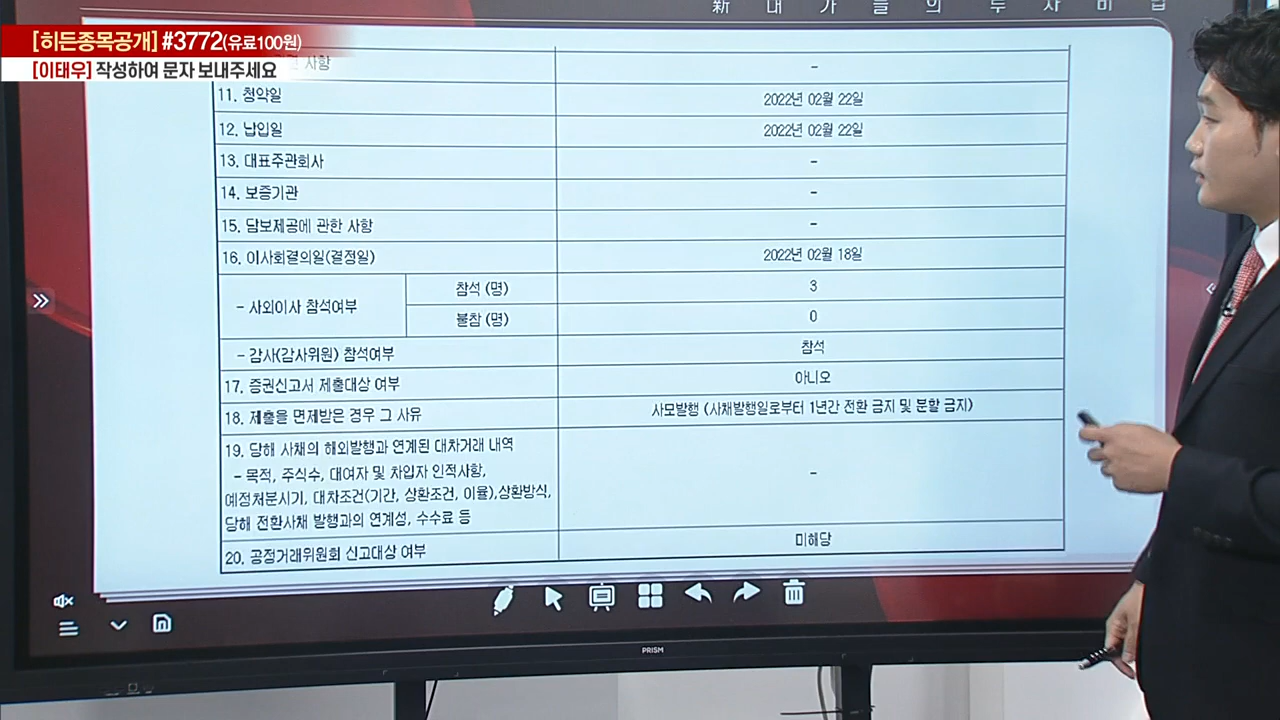 新 대 가 들 의 투 자 비 법
[히든종목공개] #3772(유료100원)
[이태우] 작성하여 문자 보내주세요
사항 -
11. 청약일 2022년 02월 22일
12. 납입일 2022년 02월 22일
13. 대표주관회사 -
14. 보증기관 -
15. 담보제공에 관한 사항 -
16. 이사회결의일(결정일) 2022년 02월 18일
- 사외이사 참석여부 참석 (명) 3
불참 (명) 0
- 감사(감사위원) 참석여부 참석
17. 증권신고서 제출대상 여부 아니오
18. 제출을 면제받은 경우 그 사유 사모발행 (사채발행일로부터 1년간 전환 금지 및 분할 금지)
19. 당해 사채의 해외발행과 연계된 대차거래 내역
- 목적, 주식수, 대여자 및 차입자 인적사항,
예정처분시기, 대차조건(기간, 상환조건, 이율),상환방식,
당해 전환사채 발행과의 연계성, 수수료 등 -
20. 공정거래위원회 신고대상 여부 미해당
PRISM